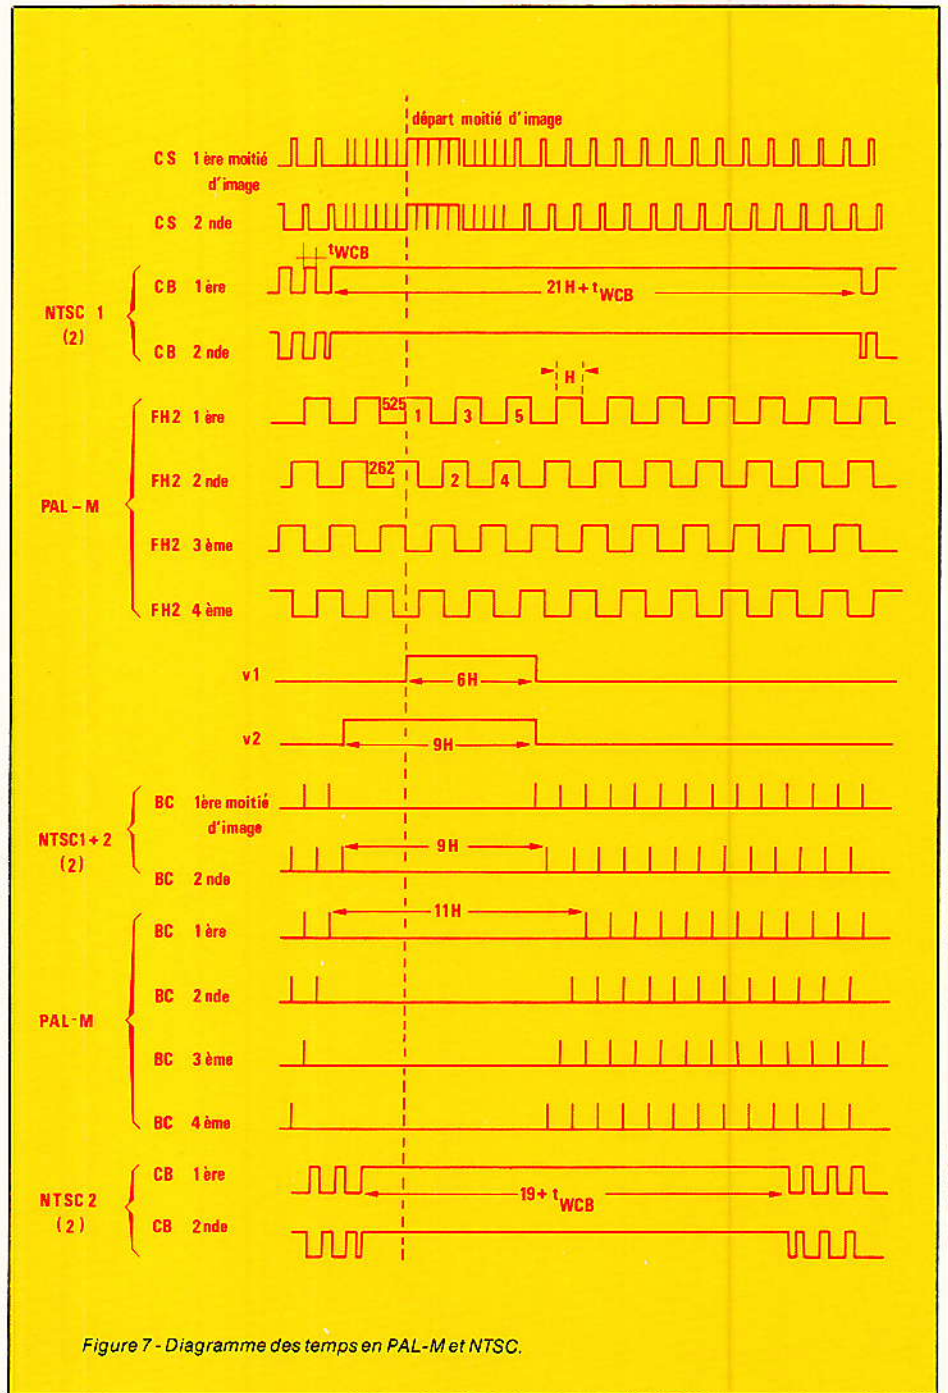 départ moitié d'image
CS 1ère moitié
d'image
CS 2nde
tWCB
CB 1ère
21H + tWCB
NTSC 1
(2)
CB 2nde
H
FH2 1ère
525
1
3
5
FH2 2nde
262
2
4
PAL-M
FH2 3ème
FH2 4ème
v1
6H
v2
9H
BC 1ère moitié
d'image
NTSC1+2
(2)
9H
BC 2nde
11H
BC 1ère
BC 2nde
PAL-M
BC 3ème
BC 4ème
CB 1ère
NTSC2
(2)
19+ tWCB
CB 2nde
Figure 7 - Diagramme des temps en PAL-M et NTSC.